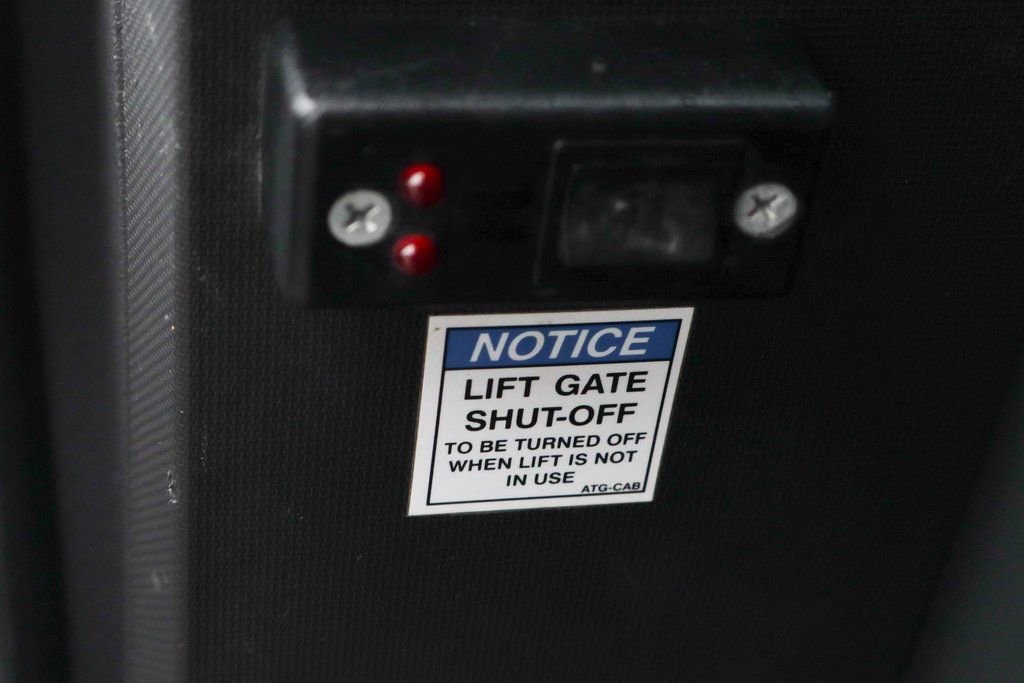 NOTICE
LIFT GATE
SHUT-OFF
TO BE TURNED OFF
WHEN LIFT IS NOT
IN USE
ATG-CAB